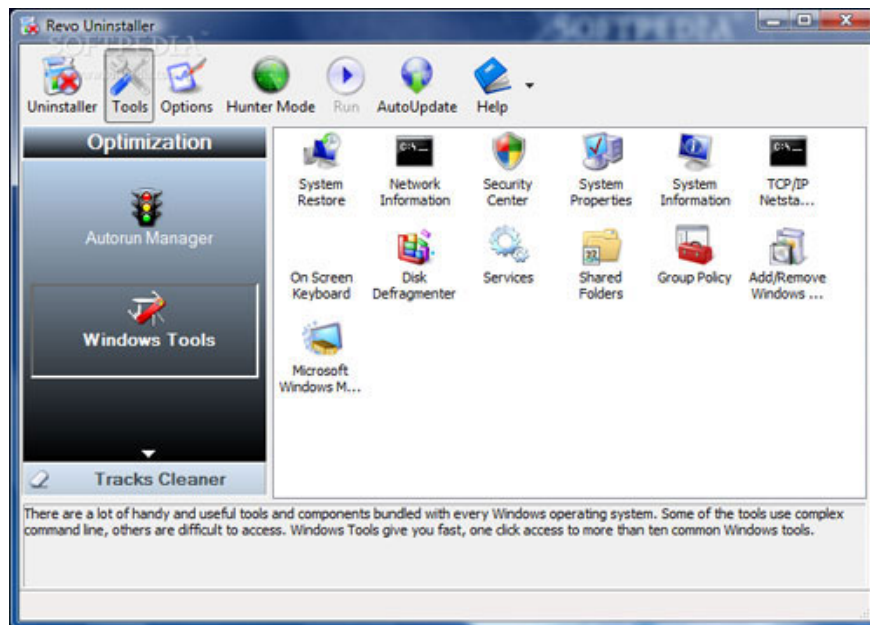 Revo Uninstaller
SOFTPEDIA
SOFTPEDIA
Uninstaller Tools Options Hunter Mode Run AutoUpdate Help
Optimization
Autorun Manager
Windows Tools
Tracks Cleaner
System
Restore
Network
Information
Security
Center
System
Properties
System
Information
TCP/IP
Netsta...
On Screen
Keyboard
Disk
Defragmenter
Services
Shared
Folders
Group Policy
Add/Remove
Windows ...
Microsoft
Windows M...
There are a lot of handy and useful tools and components bundled with every Windows operating system. Some of the tools use complex
command line, others are difficult to access. Windows Tools give you fast, one click access to more than ten common Windows tools.